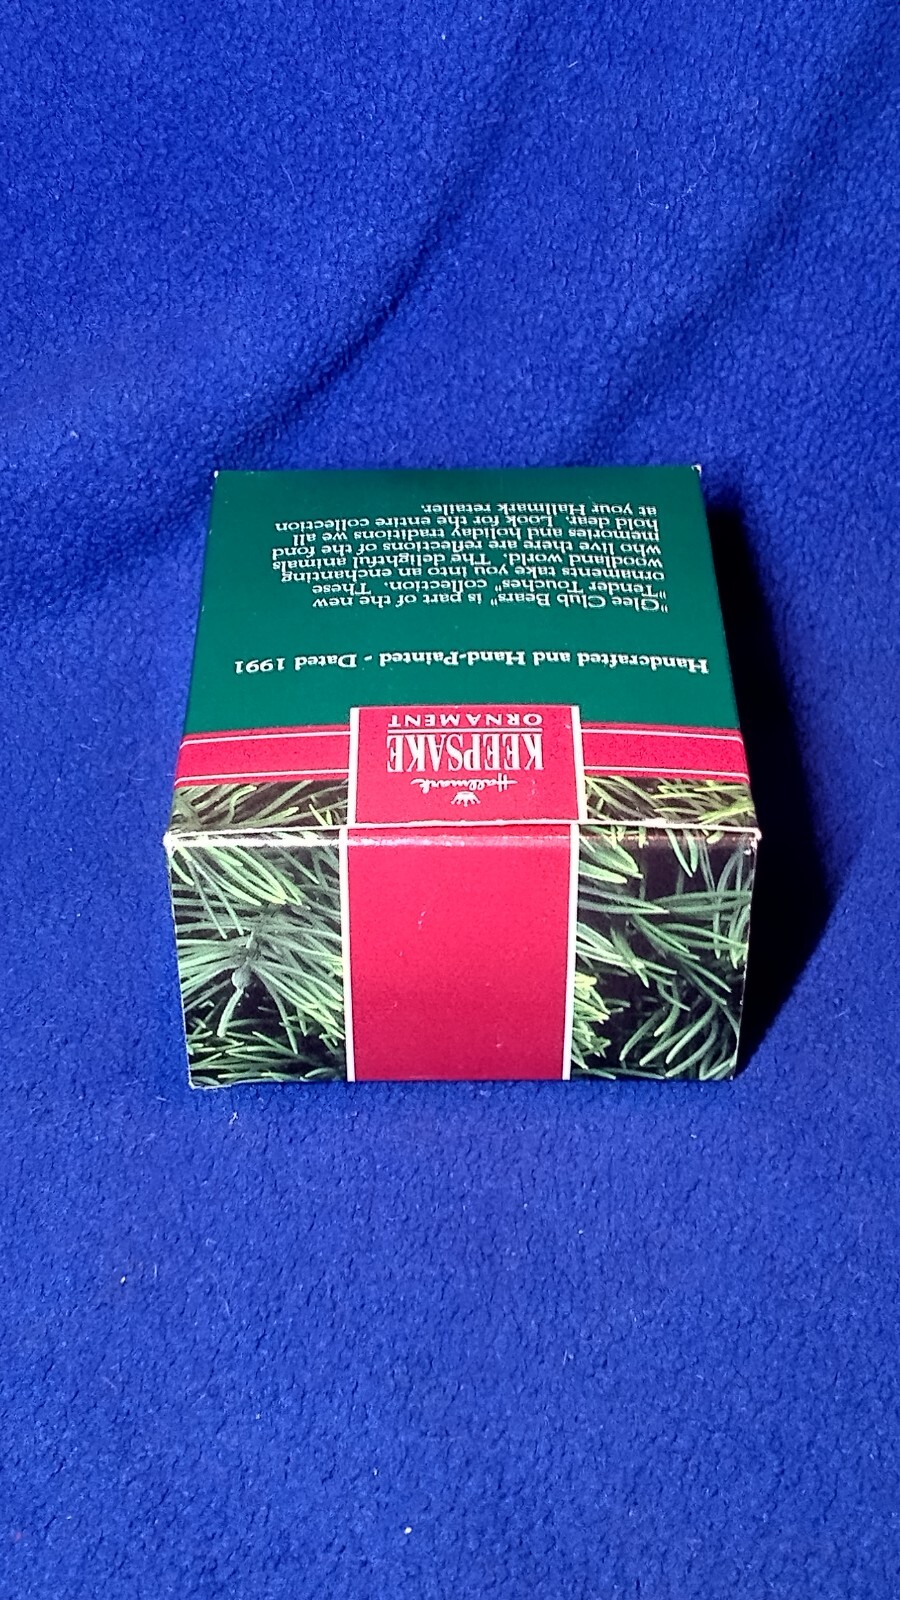 Hallmark
KEEPSAKE
ORNAMENT
Handcrafted and Hand-Painted - Dated 1991
"Glee Club Bears" is part of the new
"Tender Touches" collection. These
ornaments take you into an enchanting
woodland world. The delightful animals
who live there are reflections of the fond
memories and holiday traditions we all
hold dear. Look for the entire collection
at your Hallmark retailer.